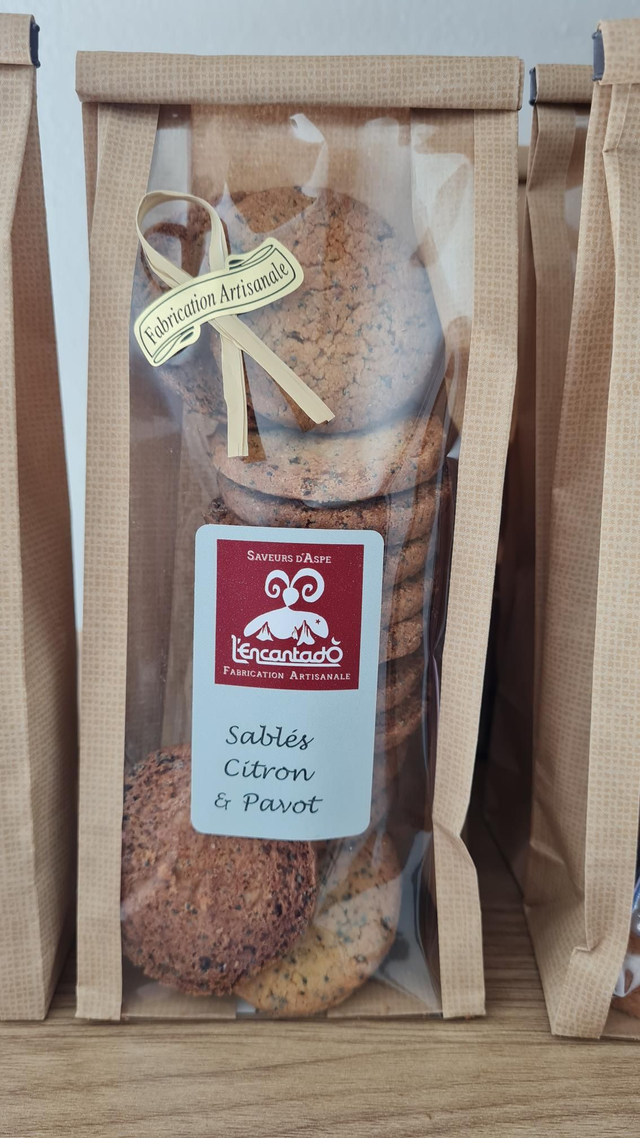 Fabrication Artisanale
SAVEURS D'ASPE
L'EncantadÒ
FABRICATION ARTISANALE
Sablés
Citron
& Pavot